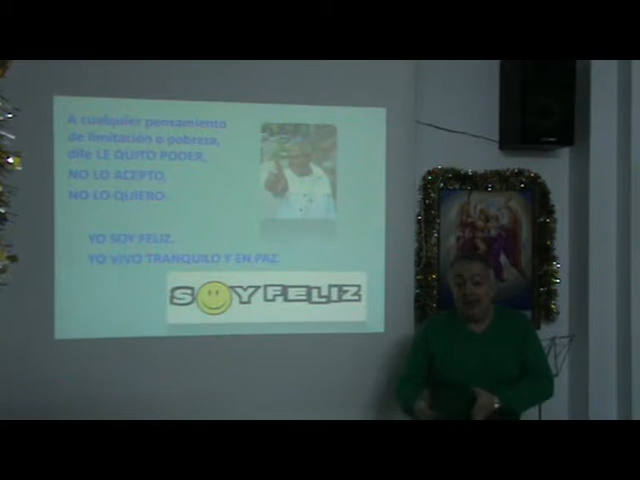 A cualquier pensamiento
de limitación o pobreza,
dile LE QUITO PODER,
NO LO ACEPTO,
NO LO QUIERO.
YO SOY FELIZ.
YO VIVO TRANQUILO Y EN PAZ.
SOY FELIZ